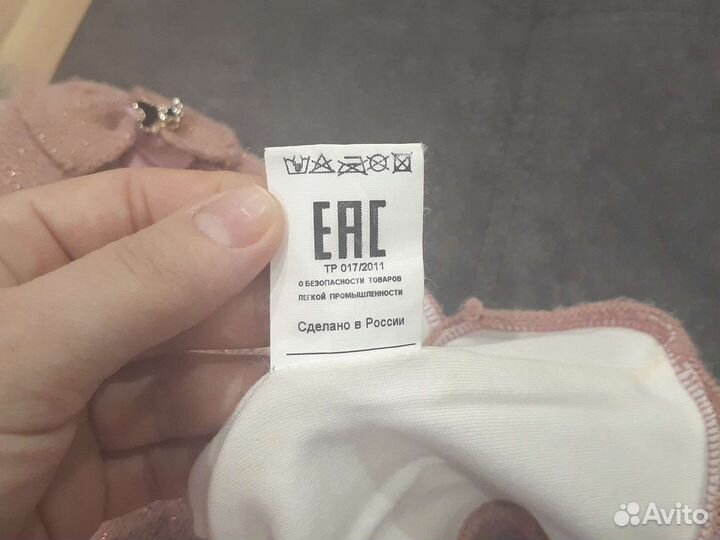 EAC
ТР 017/2011
О БЕЗОПАСНОСТИ ТОВАРОВ
ЛЕГКОЙ ПРОМЫШЛЕННОСТИ
Сделано в России
Avito